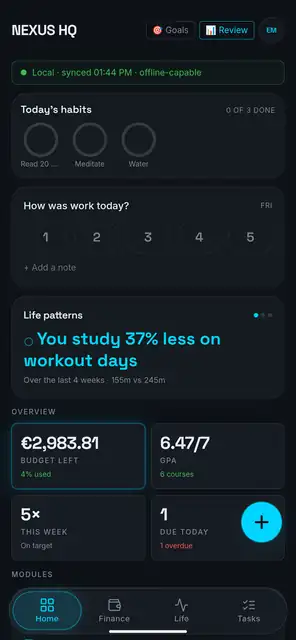 NEXUS HQ
🎯 Goals
📊 Review
EM
Local · synced 01:44 PM · offline-capable
Today's habits
0 OF 3 DONE
Read 20 ...
Meditate
Water
How was work today?
FRI
1 2 3 4 5
+ Add a note
Life patterns
You study 37% less on
workout days
Over the last 4 weeks · 155m vs 245m
OVERVIEW
€2,983.81
BUDGET LEFT
4% used
6.47/7
GPA
6 courses
5×
THIS WEEK
On target
1
DUE TODAY
1 overdue
+
MODULES
Home
Finance
Life
Tasks